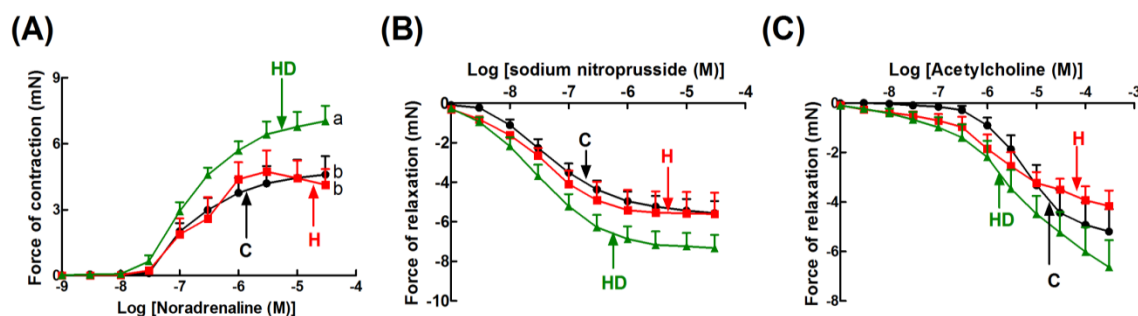 (A)
Force of contraction (mN)
9
6
3
0
HD
a
b
b
C
H
-9 -8 -7 -6 -5 -4
Log [Noradrenaline (M)]
(B)
Log [sodium nitroprusside (M)]
-8 -7 -6 -5 -4
Force of relaxation (mN)
-0
-2
-4
-6
-8
-10
C
H
HD
(C)
Log [Acetylcholine (M)]
-8 -7 -6 -5 -4 -3
Force of relaxation (mN)
-0
-2
-4
-6
-8
H
HD
C